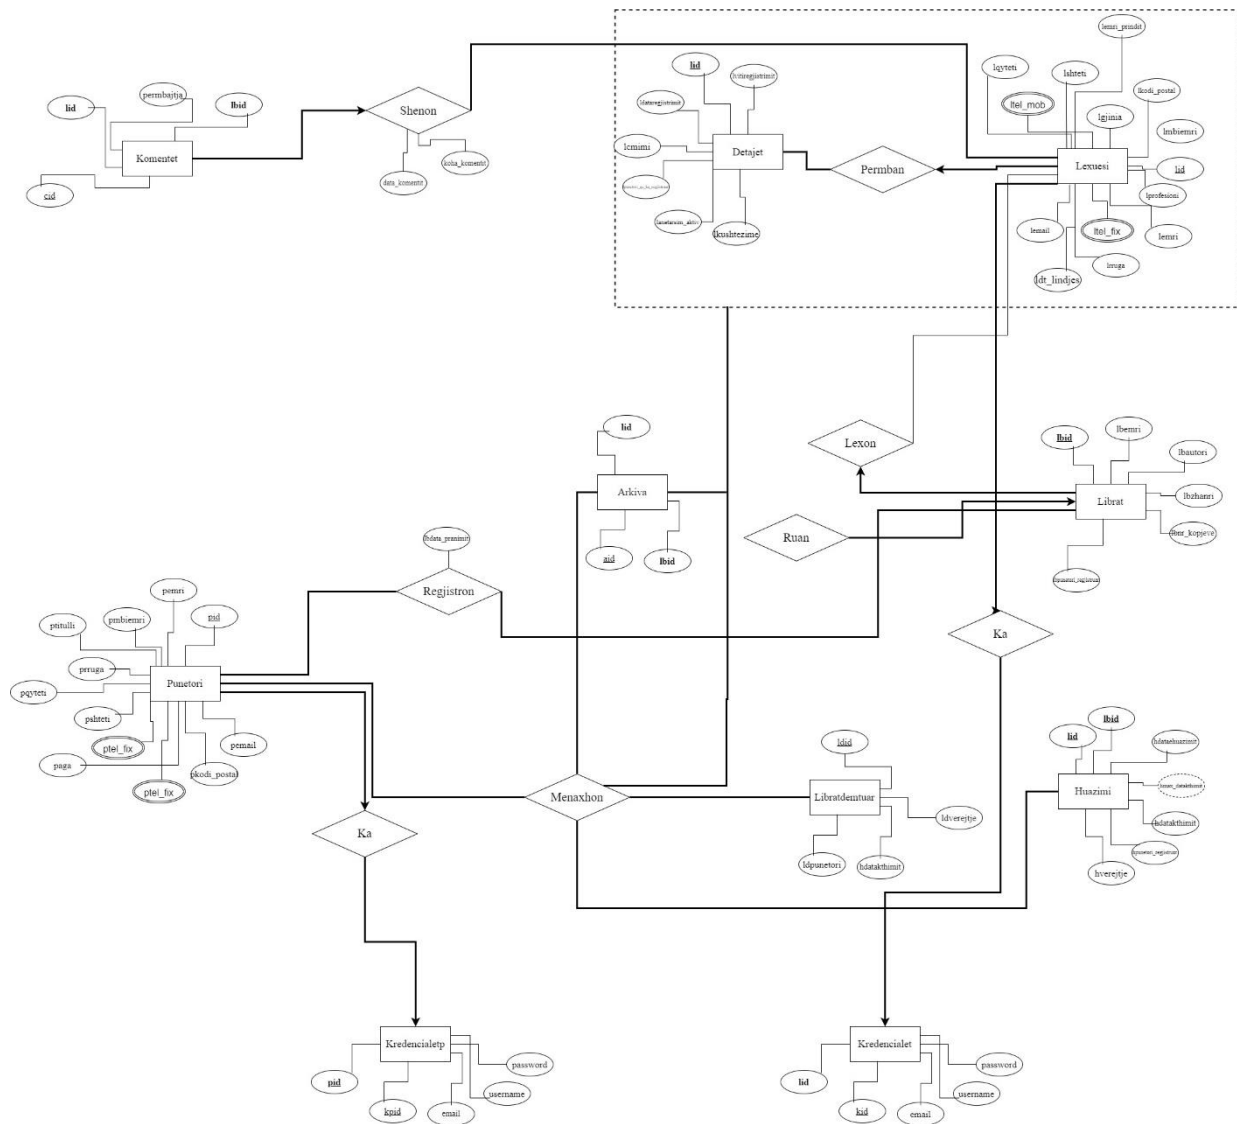 lemri_prindit
lqyteti
lshteti
lkodi_postal
ltel_mob
lgjinia
lmbiemri
Lexuesi
lid
lprofesioni
lemail
ltel_fix
lemri
ldt_lindjes
lrruga
lid
ldataregjistrimit
lcmimi
Detajet
lkushtezime
Permban
Shenon
data_komentit
koha_komentit
permbajtja
lid
lbid
Komentet
cid
lid
Arkiva
aid
lbid
Lexon
Ruan
lbid
lbemri
lbautori
lbzhanri
Librat
lbnr_kopjeve
lbdata_pranimit
Regjistron
pemri
pid
pmbiemri
ptitulli
prruga
pqyteti
Punetori
pshteti
ptel_fix
pemail
paga
pkodi_postal
ptel_fix
Ka
Ka
Menaxhon
ldid
Libratdemtuar
ldverejtje
ldpunetori
hdatakthimit
lbid
lid
hdatehuazimit
Huazimi
hdatakthimit
hverejtje
Kredencialetp
password
pid
username
kpid
email
Kredencialet
password
lid
username
kid
email